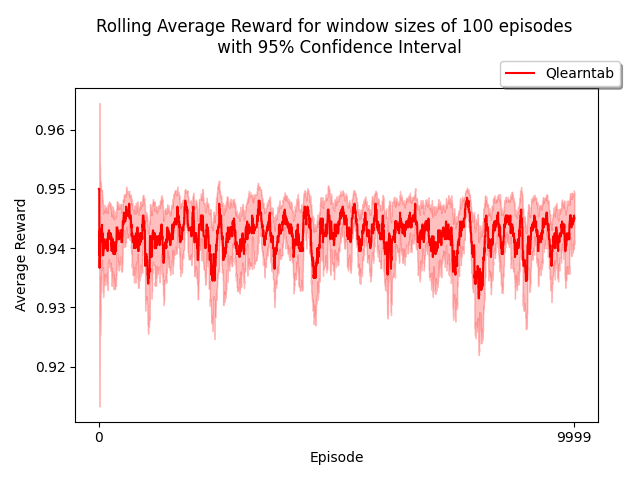 Rolling Average Reward for window sizes of 100 episodes
with 95% Confidence Interval
Qlearntab
0.96
0.95
0.94
0.93
0.92
Average Reward
0
9999
Episode